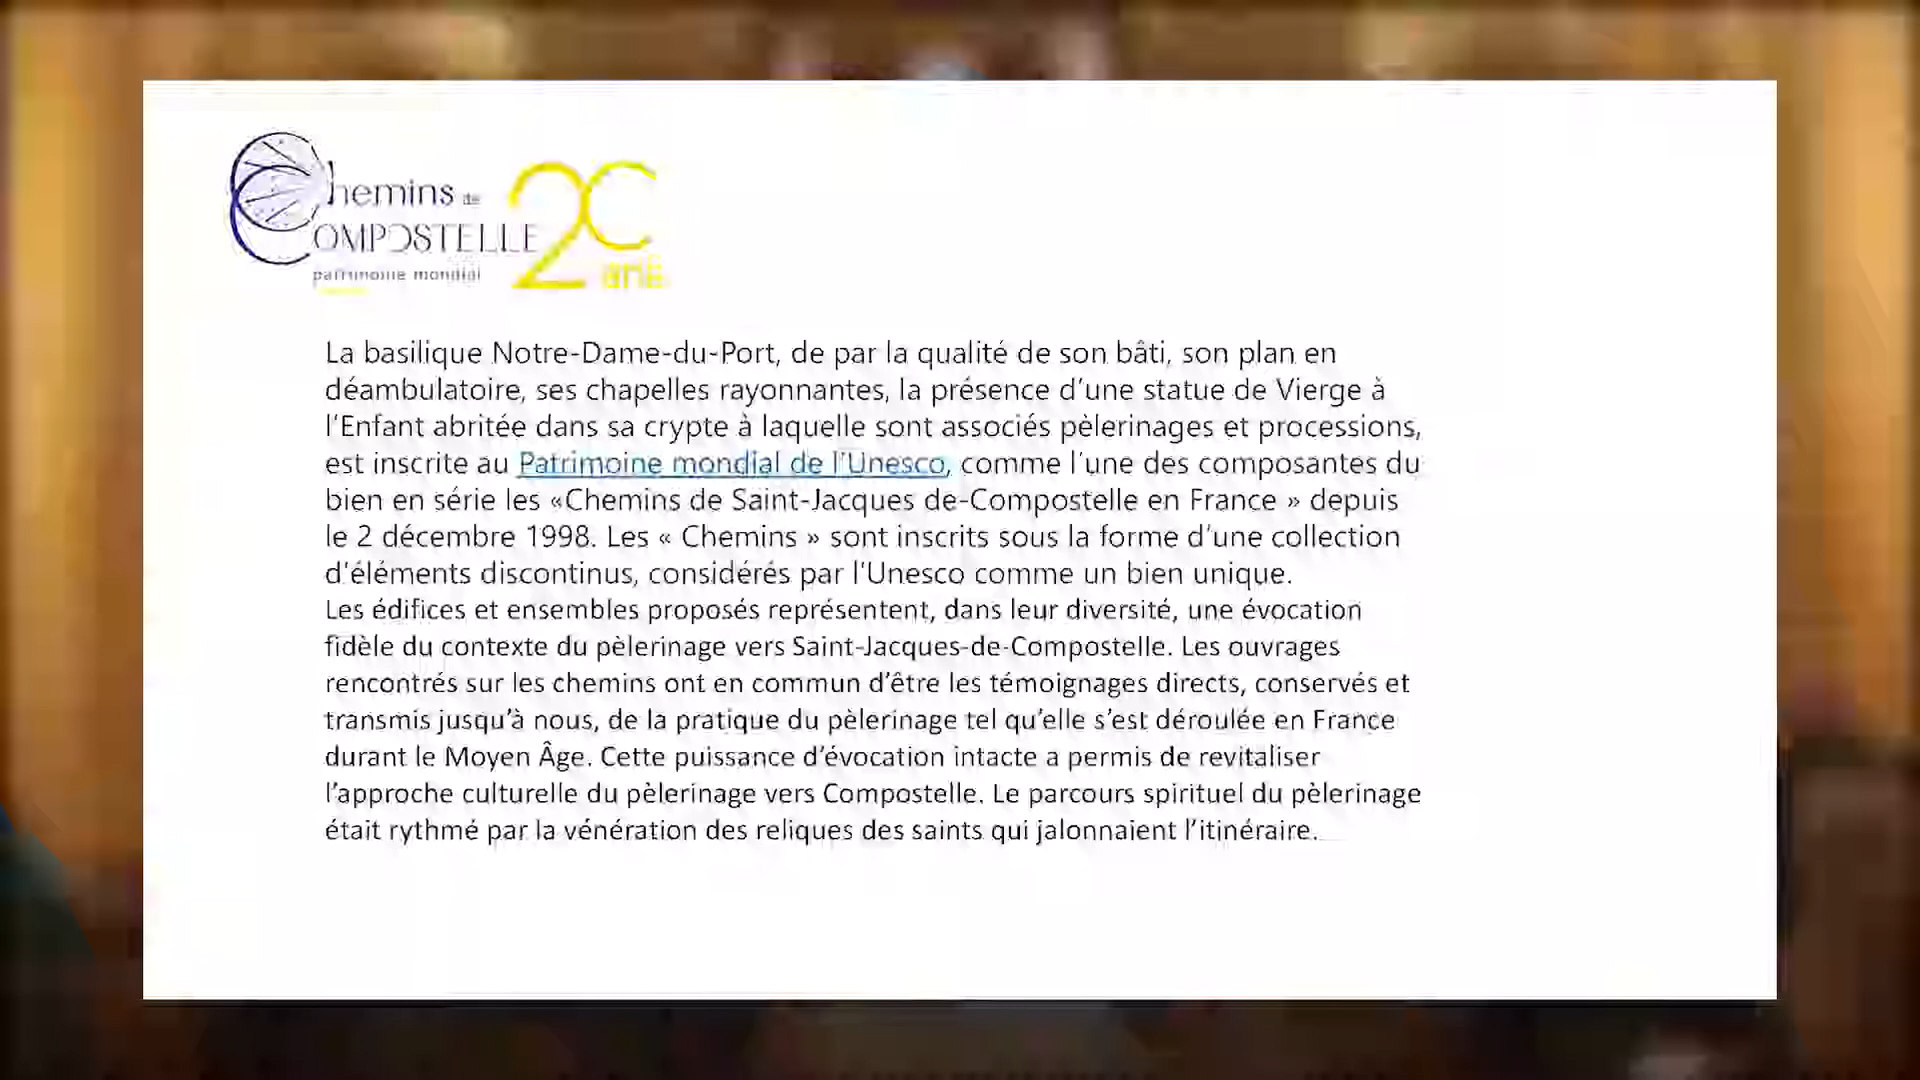 Chemins de
COMPOSTELLE
patrimoine mondial
20
ans
La basilique Notre-Dame-du-Port, de par la qualité de son bâti, son plan en
déambulatoire, ses chapelles rayonnantes, la présence d’une statue de Vierge à
l’Enfant abritée dans sa crypte à laquelle sont associés pèlerinages et processions,
est inscrite au Patrimoine mondial de l’Unesco, comme l’une des composantes du
bien en série les «Chemins de Saint-Jacques de-Compostelle en France » depuis
le 2 décembre 1998. Les « Chemins » sont inscrits sous la forme d’une collection
d’éléments discontinus, considérés par l’Unesco comme un bien unique.
Les édifices et ensembles proposés représentent, dans leur diversité, une évocation
fidèle du contexte du pèlerinage vers Saint-Jacques-de-Compostelle. Les ouvrages
rencontrés sur les chemins ont en commun d’être les témoignages directs, conservés et
transmis jusqu’à nous, de la pratique du pèlerinage tel qu’elle s’est déroulée en France
durant le Moyen Âge. Cette puissance d’évocation intacte a permis de revitaliser
l’approche culturelle du pèlerinage vers Compostelle. Le parcours spirituel du pèlerinage
était rythmé par la vénération des reliques des saints qui jalonnaient l’itinéraire.